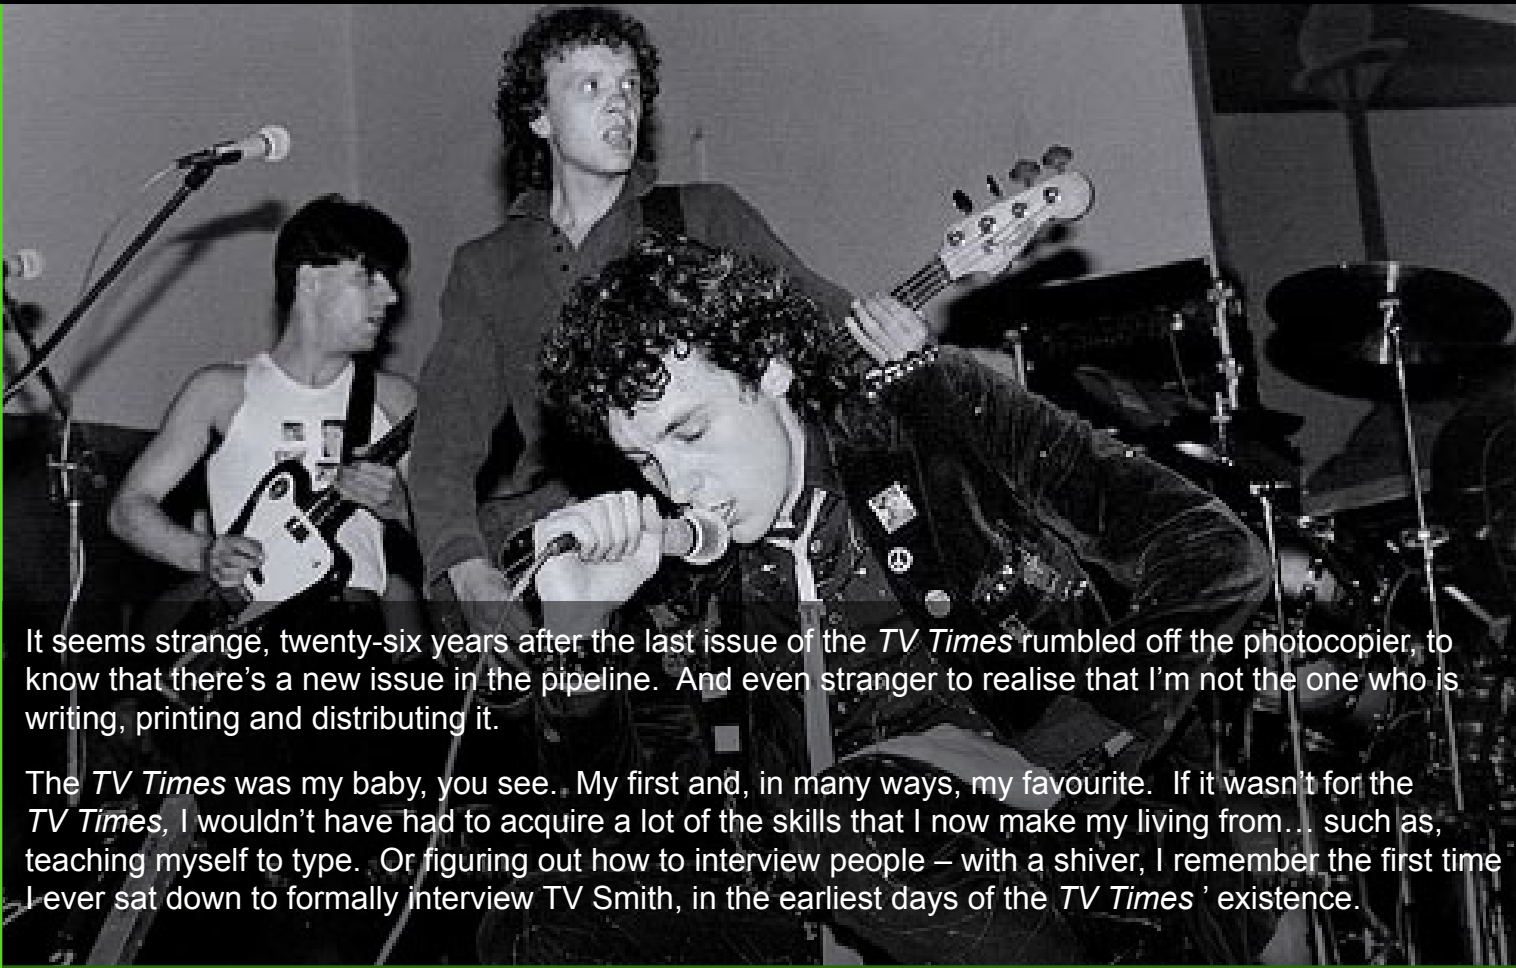 It seems strange, twenty-six years after the last issue of the TV Times rumbled off the photocopier, to
know that there’s a new issue in the pipeline.  And even stranger to realise that I’m not the one who is
writing, printing and distributing it.
The TV Times was my baby, you see.  My first and, in many ways, my favourite.  If it wasn’t for the
TV Times, I wouldn’t have had to acquire a lot of the skills that I now make my living from… such as,
teaching myself to type.  Or figuring out how to interview people – with a shiver, I remember the first time
I ever sat down to formally interview TV Smith, in the earliest days of the TV Times ’ existence.